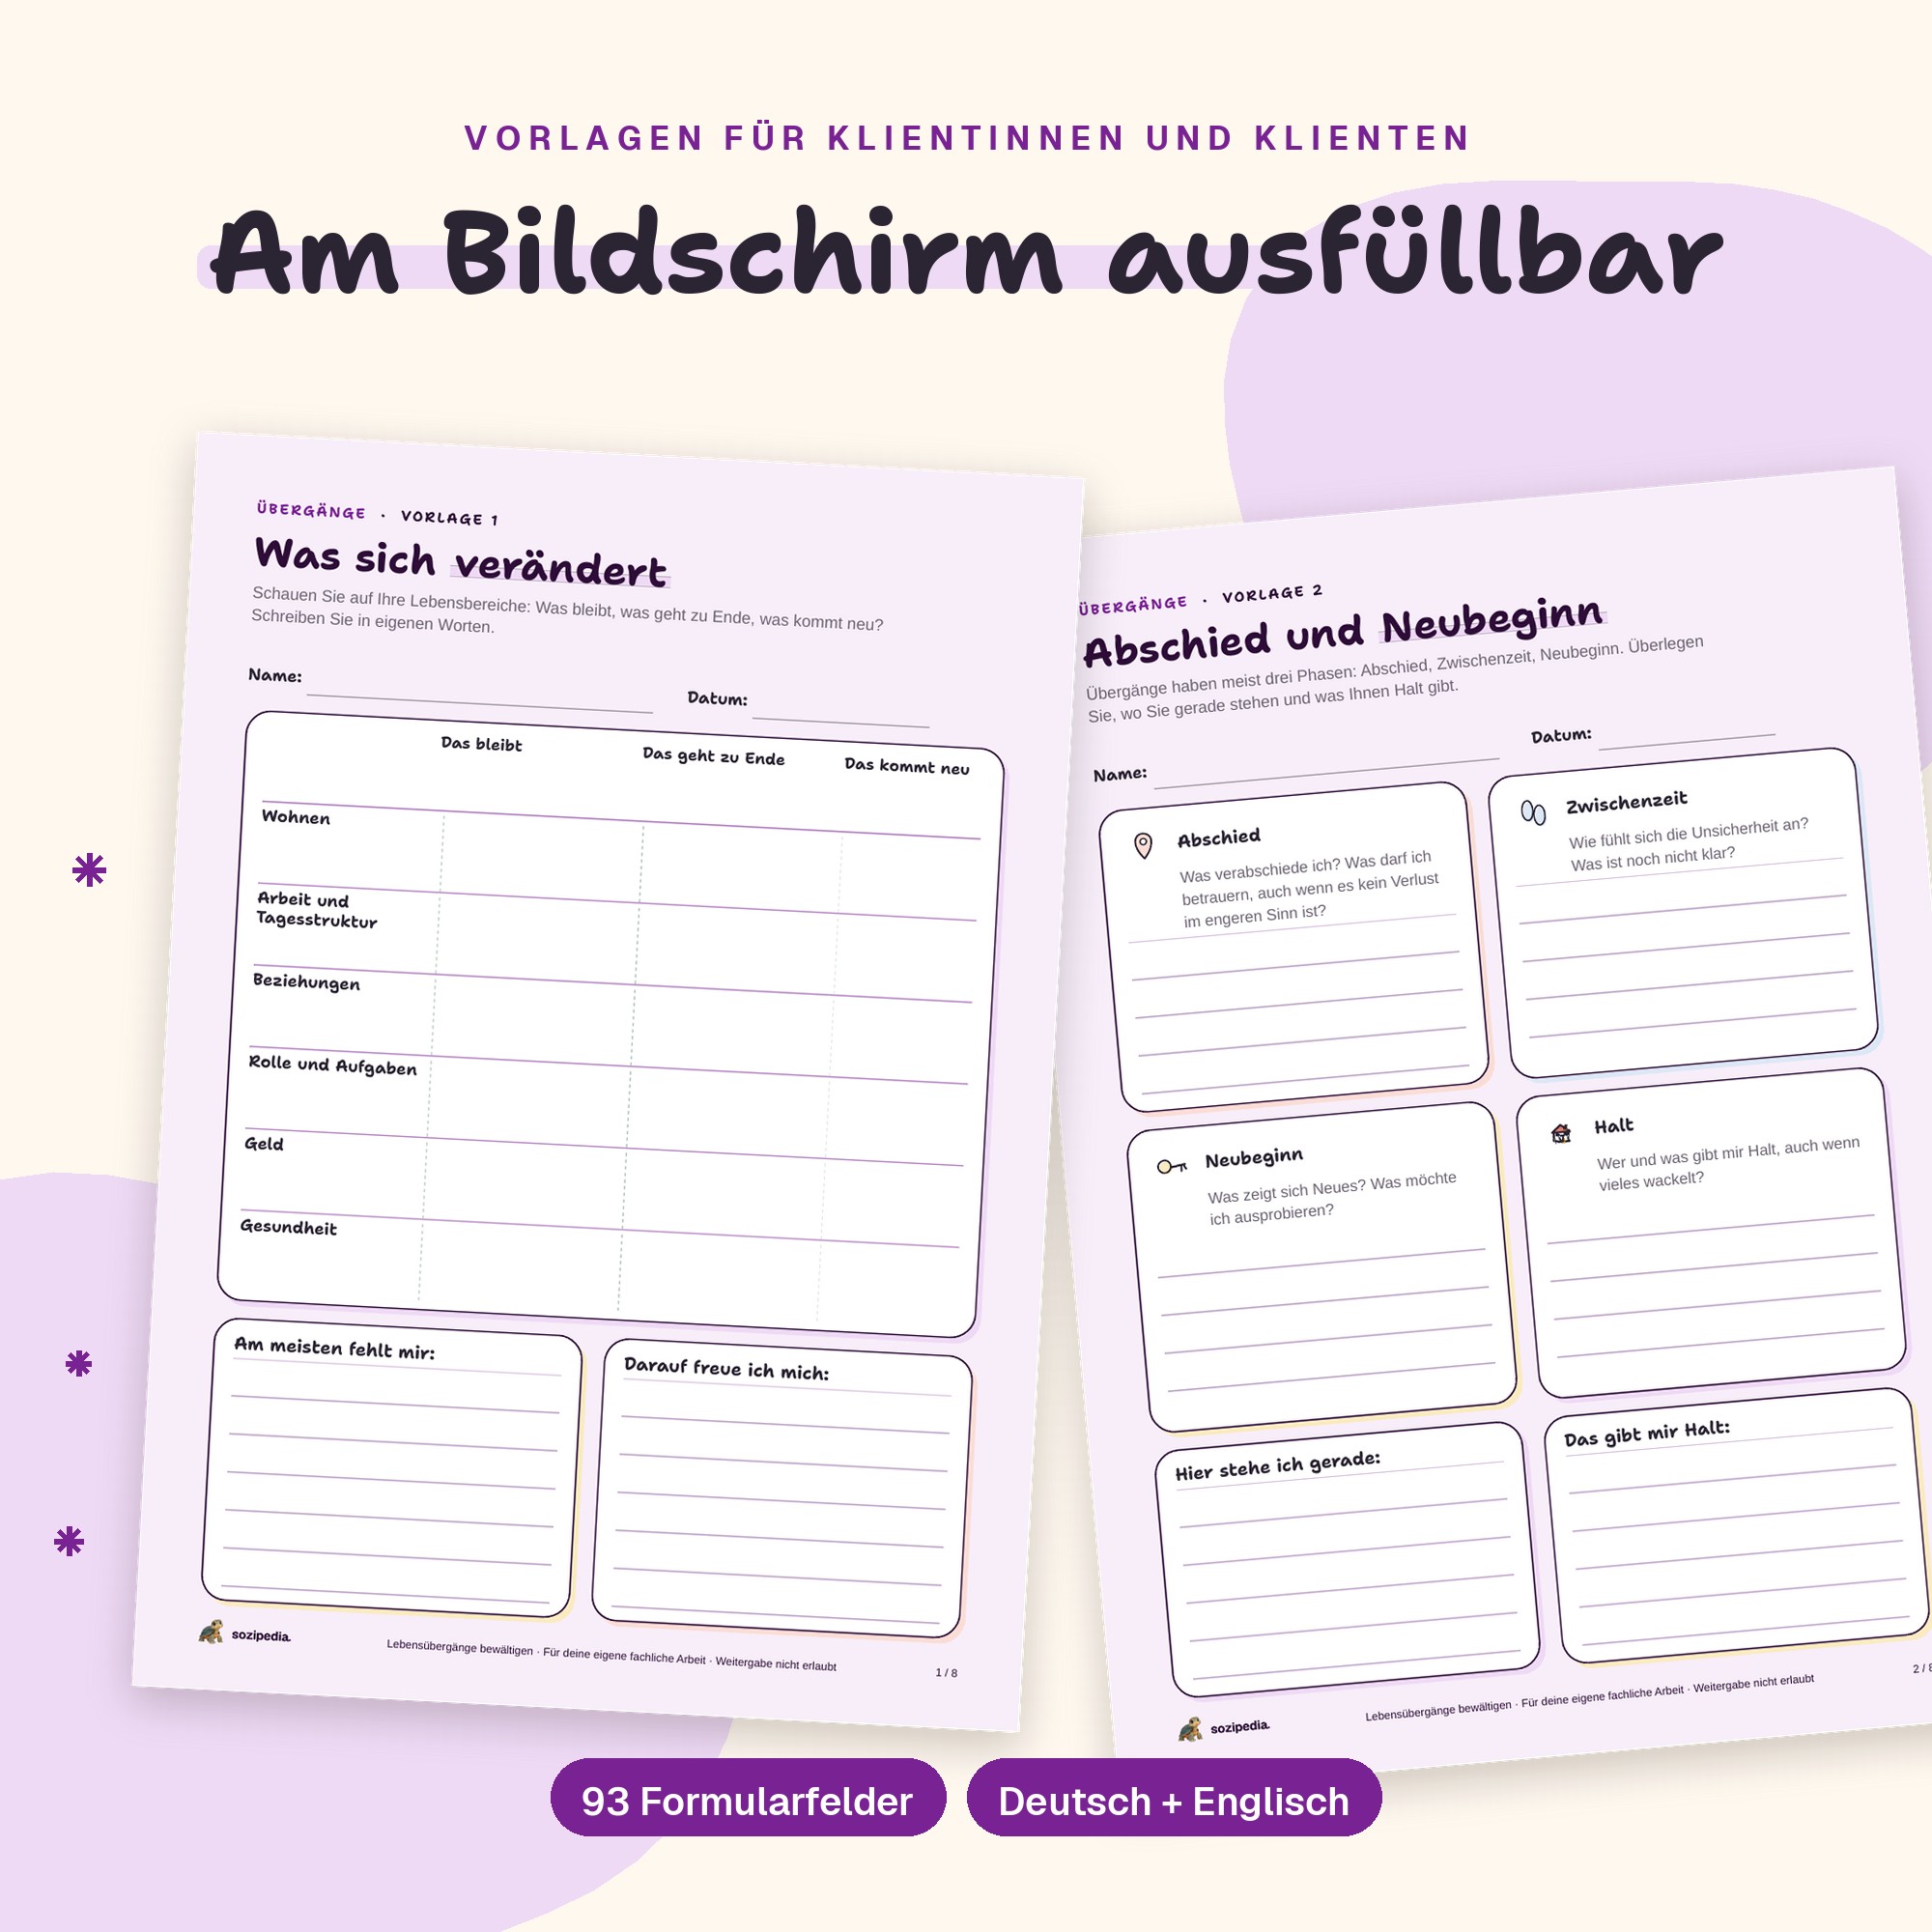 VORLAGEN FÜR KLIENTINNEN UND KLIENTEN
Am Bildschirm ausfüllbar
ÜBERGÄNGE · VORLAGE 1
Was sich verändert
Schauen Sie auf Ihre Lebensbereiche: Was bleibt, was geht zu Ende, was kommt neu?
Schreiben Sie in eigenen Worten.
Name:
Datum:
Das bleibt
Das geht zu Ende
Das kommt neu
Wohnen
Arbeit und
Tagesstruktur
Beziehungen
Rolle und Aufgaben
Geld
Gesundheit
Am meisten fehlt mir:
Darauf freue ich mich:
sozipedia.
Lebensübergänge bewältigen · Für deine eigene fachliche Arbeit · Weitergabe nicht erlaubt
1 / 8
ÜBERGÄNGE · VORLAGE 2
Abschied und Neubeginn
Übergänge haben meist drei Phasen: Abschied, Zwischenzeit, Neubeginn. Überlegen
Sie, wo Sie gerade stehen und was Ihnen Halt gibt.
Name:
Datum:
Abschied
Was verabschiede ich? Was darf ich
betrauern, auch wenn es kein Verlust
im engeren Sinn ist?
Zwischenzeit
Wie fühlt sich die Unsicherheit an?
Was ist noch nicht klar?
Neubeginn
Was zeigt sich Neues? Was möchte
ich ausprobieren?
Halt
Wer und was gibt mir Halt, auch wenn
vieles wackelt?
Hier stehe ich gerade:
Das gibt mir Halt:
sozipedia.
Lebensübergänge bewältigen · Für deine eigene fachliche Arbeit · Weitergabe nicht erlaubt
2 / 8
93 Formularfelder
Deutsch + Englisch